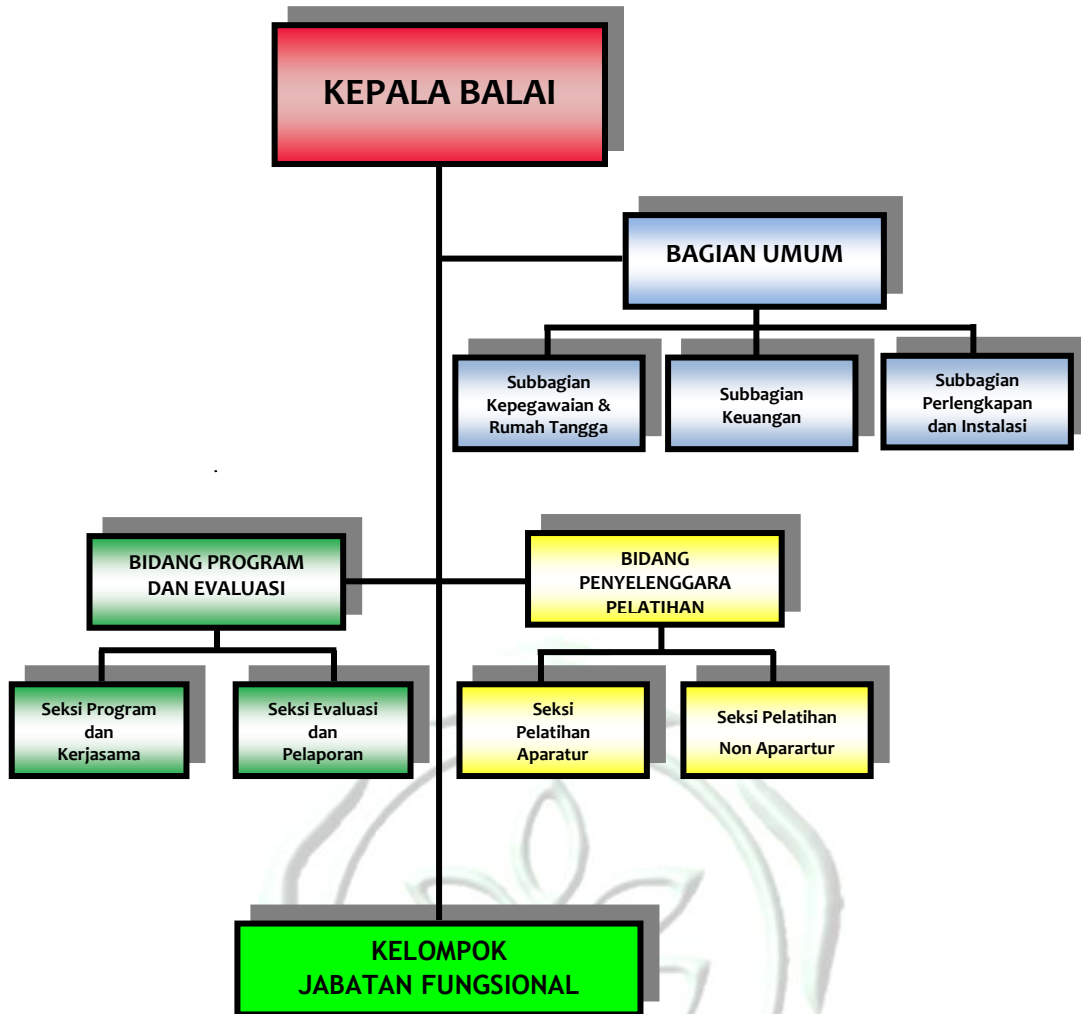 KEPALA BALAI
BAGIAN UMUM
Subbagian
Kepegawaian &
Rumah Tangga
Subbagian
Keuangan
Subbagian
Perlengkapan
dan Instalasi
.
BIDANG PROGRAM
DAN EVALUASI
BIDANG
PENYELENGGARA
PELATIHAN
Seksi Program
dan
Kerjasama
Seksi Evaluasi
dan
Pelaporan
Seksi
Pelatihan
Aparatur
Seksi Pelatihan
Non Aparartur
KELOMPOK
JABATAN FUNGSIONAL